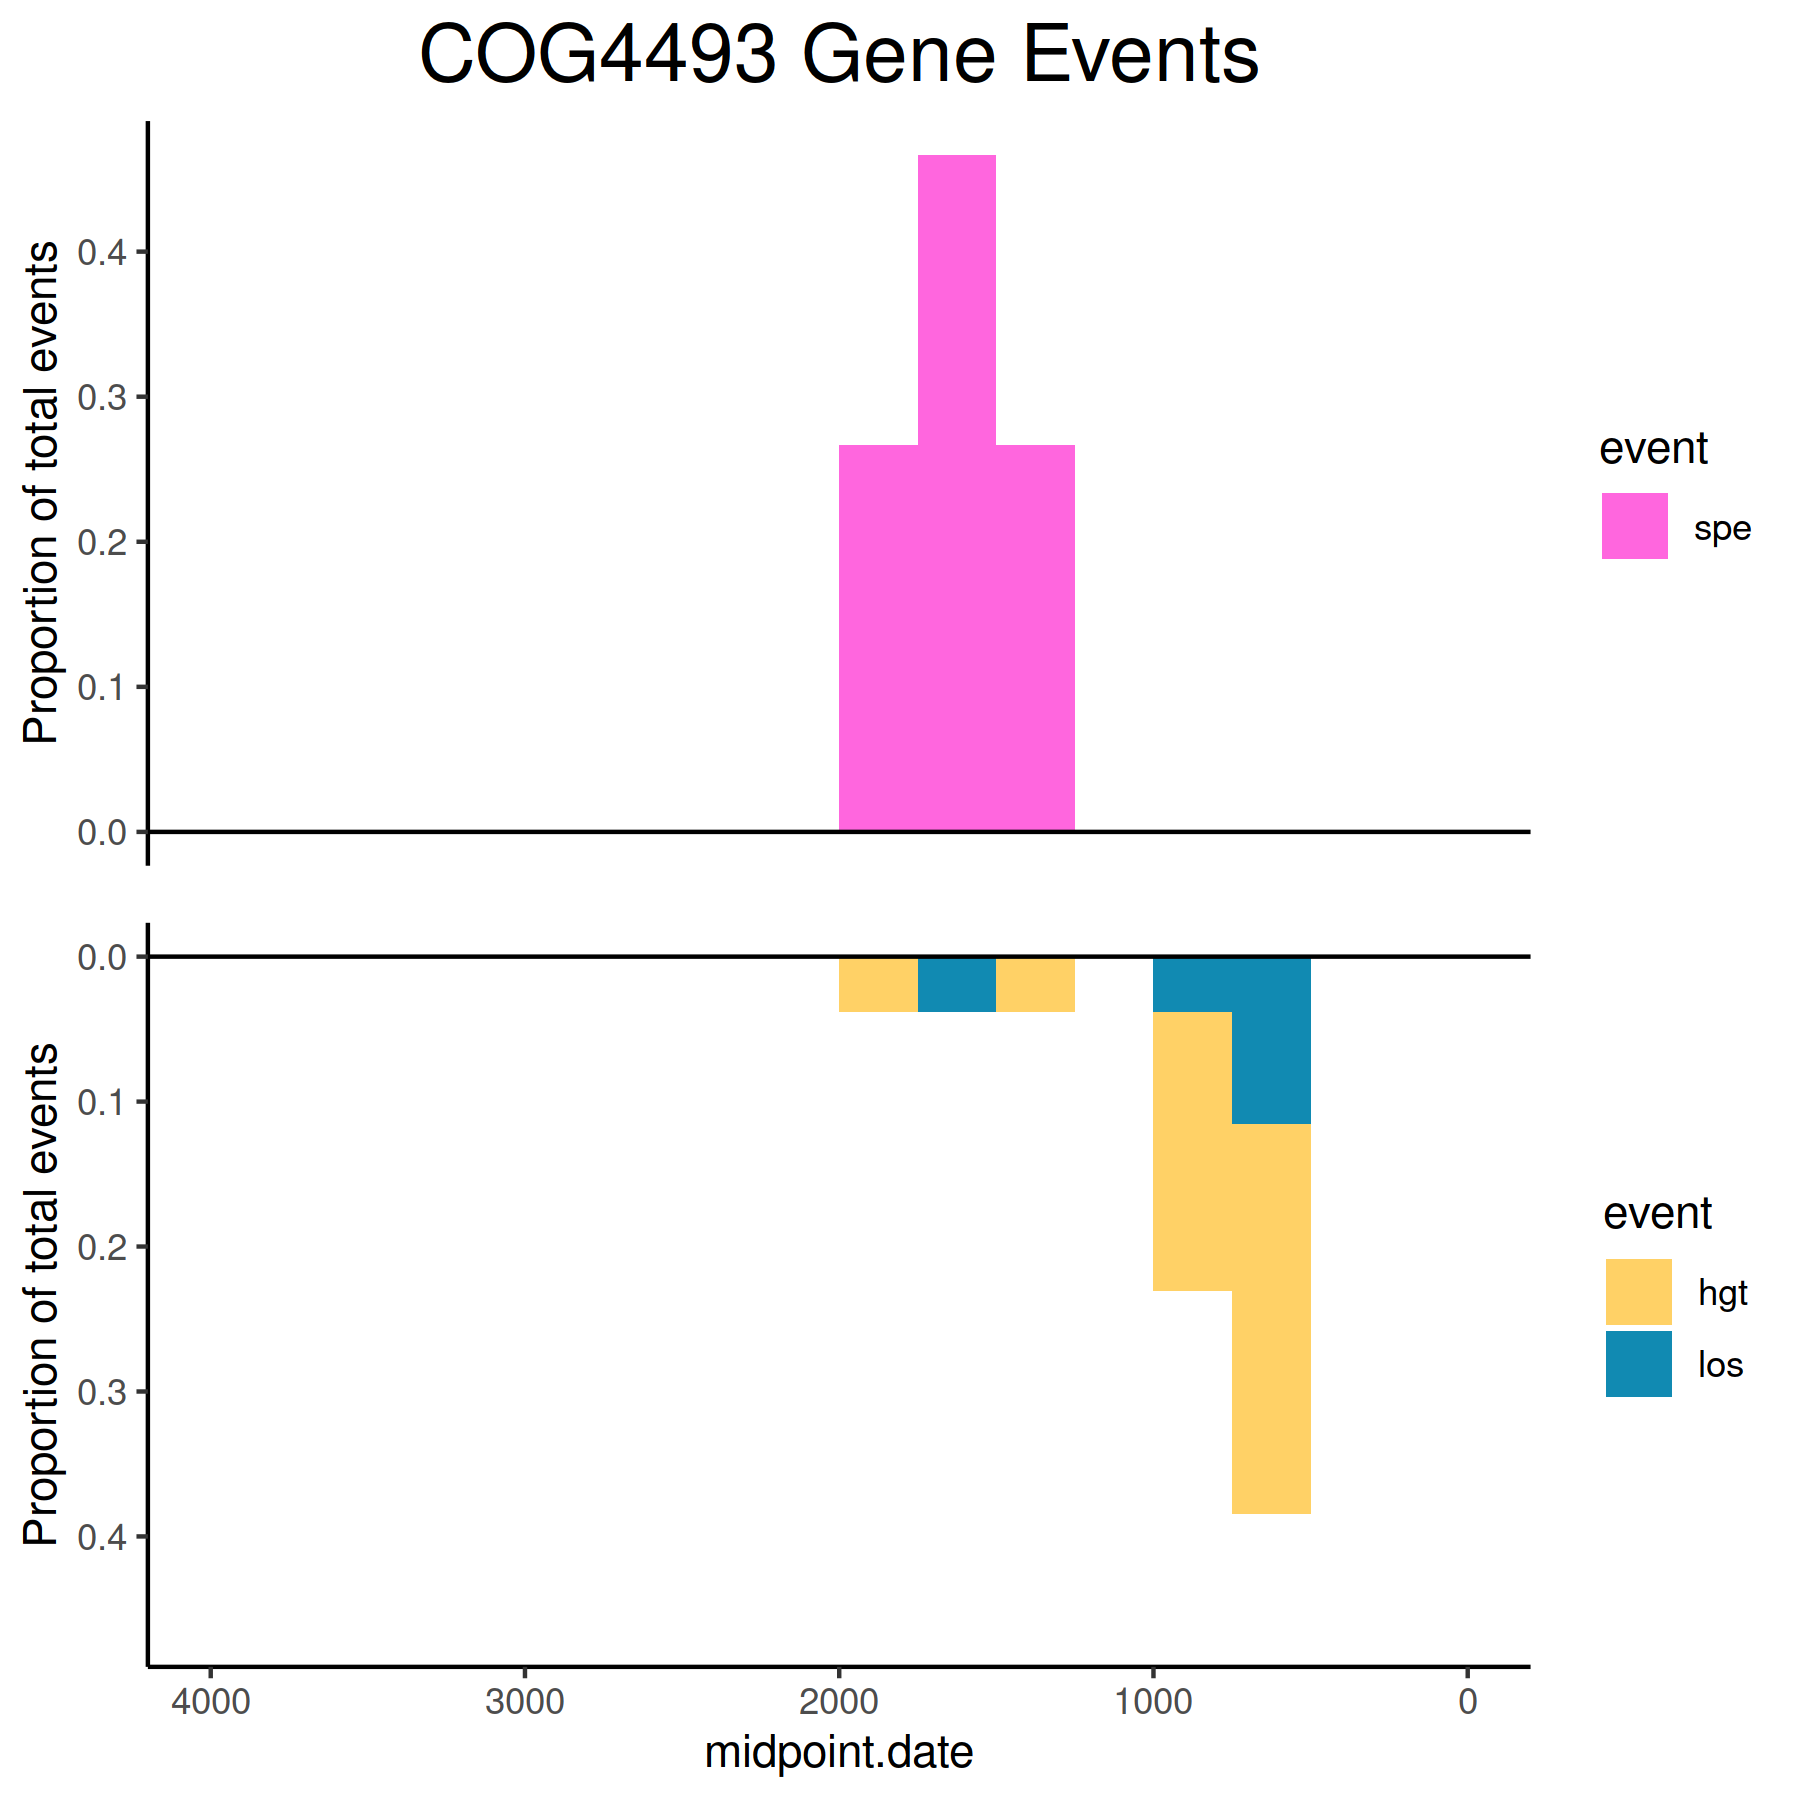 COG4493 Gene Events
Proportion of total events
0.4
0.3
0.2
0.1
0.0
event
spe
Proportion of total events
0.0
0.1
0.2
0.3
0.4
event
hgt
los
4000 3000 2000 1000 0
midpoint.date